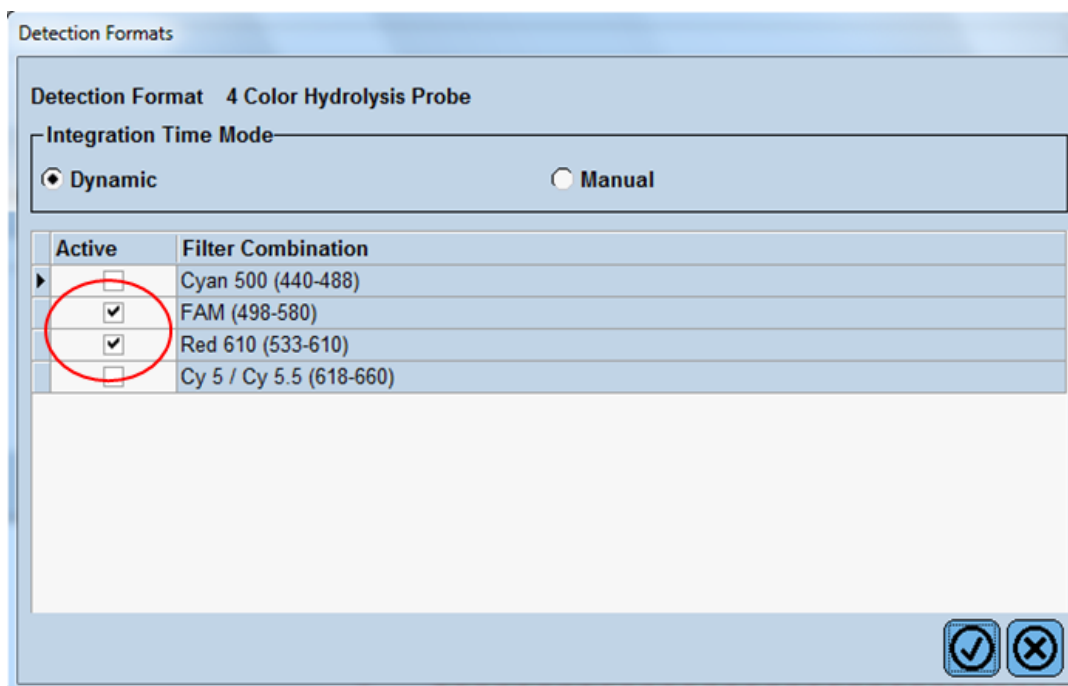 Detection Formats
Detection Format 4 Color Hydrolysis Probe
Integration Time Mode
Dynamic Manual
Active Filter Combination
Cyan 500 (440-488)
FAM (498-580)
Red 610 (533-610)
Cy 5 / Cy 5.5 (618-660)